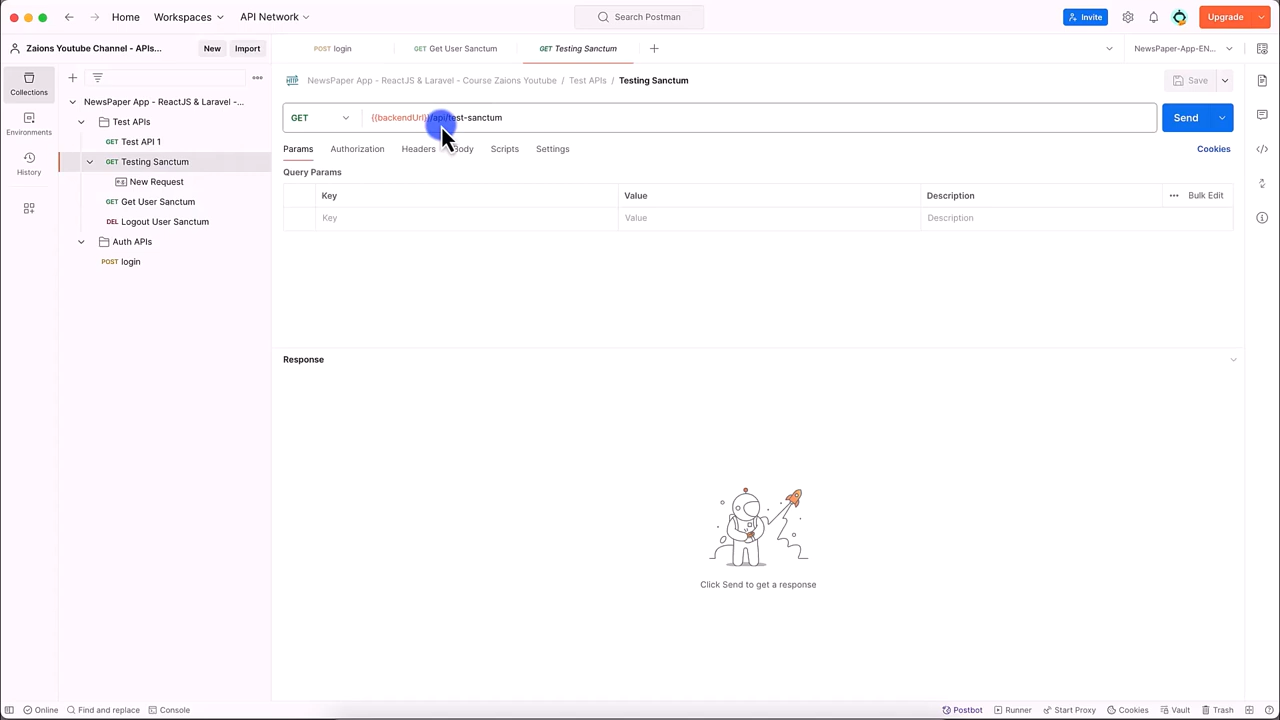 Home Workspaces API Network Search Postman Invite Upgrade
Zaions Youtube Channel - APIs... New Import POST login GET Get User Sanctum GET Testing Sanctum NewsPaper-App-EN...
Collections
Environments
History
NewsPaper App - ReactJS & Laravel -...
Test APIs
GET Test API 1
GET Testing Sanctum
e.g. New Request
GET Get User Sanctum
DEL Logout User Sanctum
Auth APIs
POST login
NewsPaper App - ReactJS & Laravel - Course Zaions Youtube / Test APIs / Testing Sanctum Save
GET {{backendUrl}}/api/test-sanctum Send
Params Authorization Headers Body Scripts Settings Cookies
Query Params
Key Value Description Bulk Edit
Key Value Description
Response
Click Send to get a response
Online Find and replace Console Postbot Runner Start Proxy Cookies Vault Trash